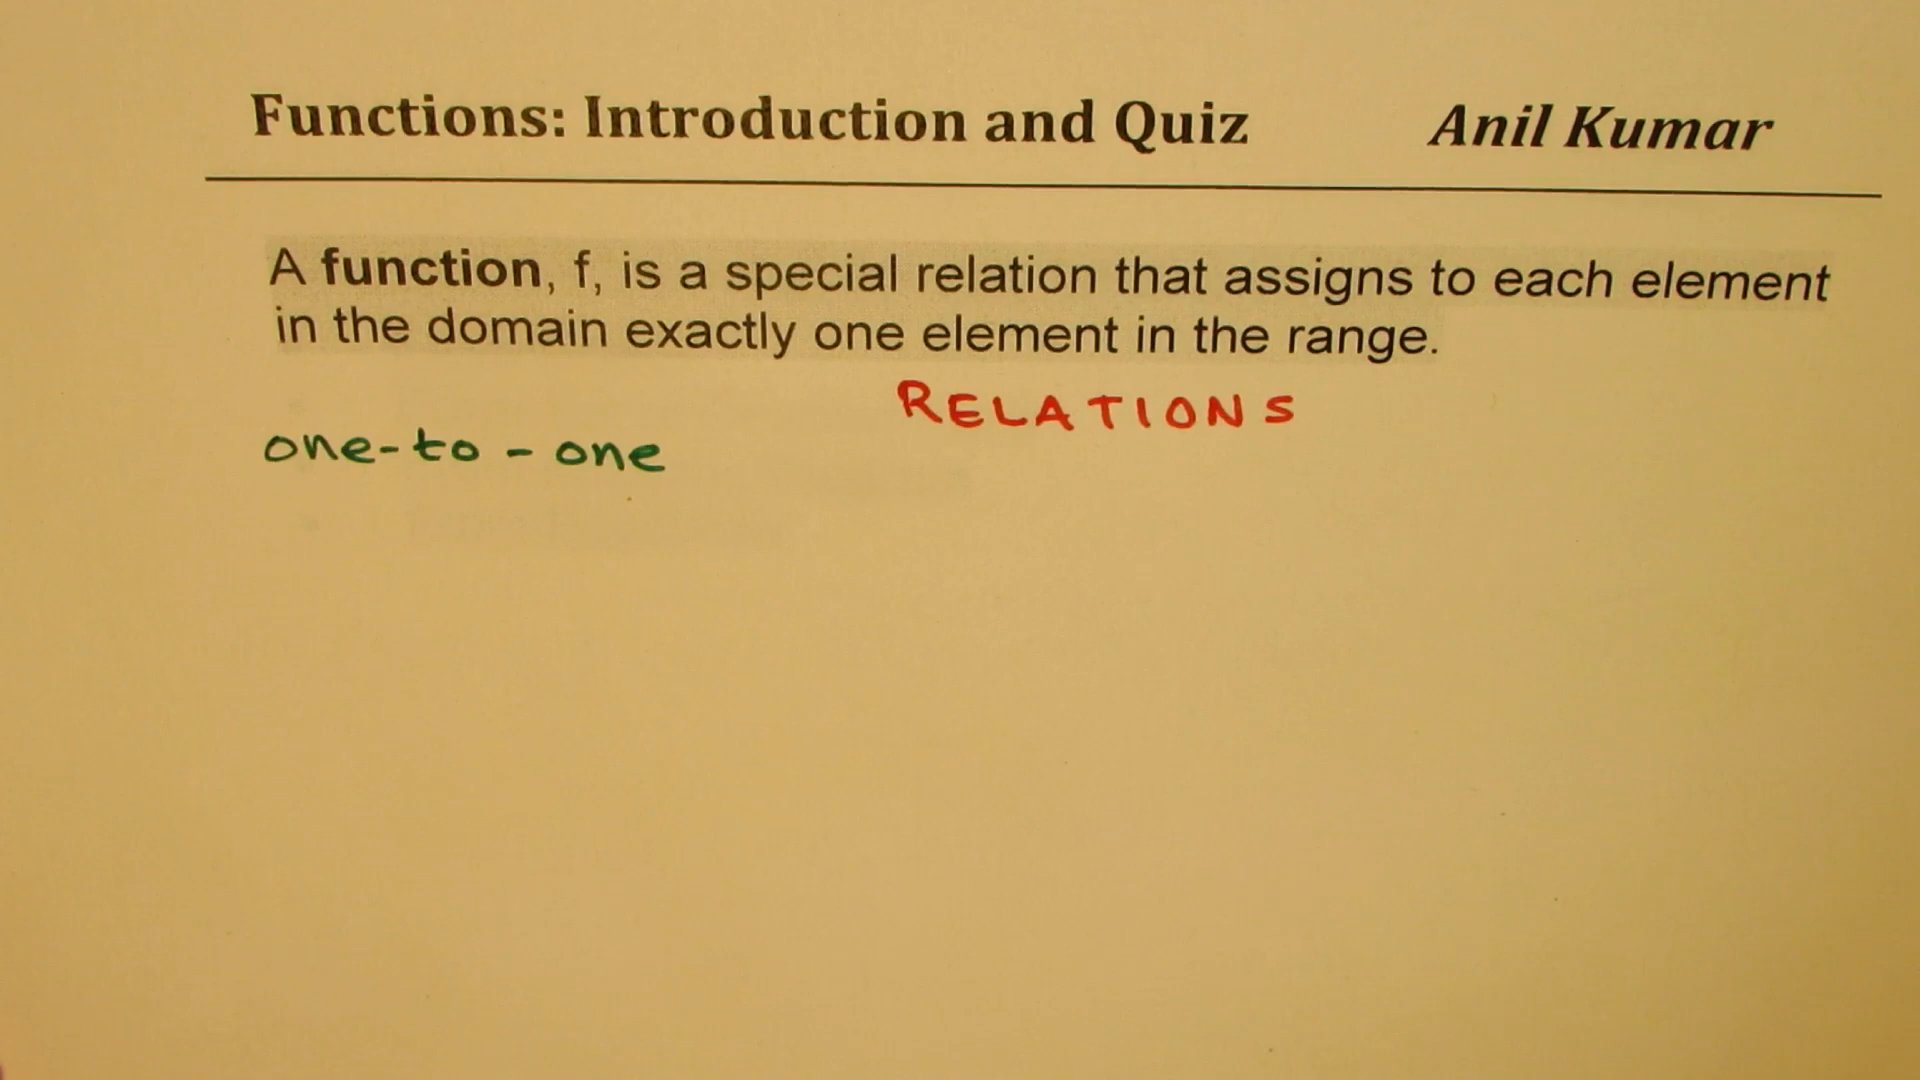 Functions: Introduction and Quiz Anil Kumar
A function, f, is a special relation that assigns to each element
in the domain exactly one element in the range.
RELATIONS
one-to-one